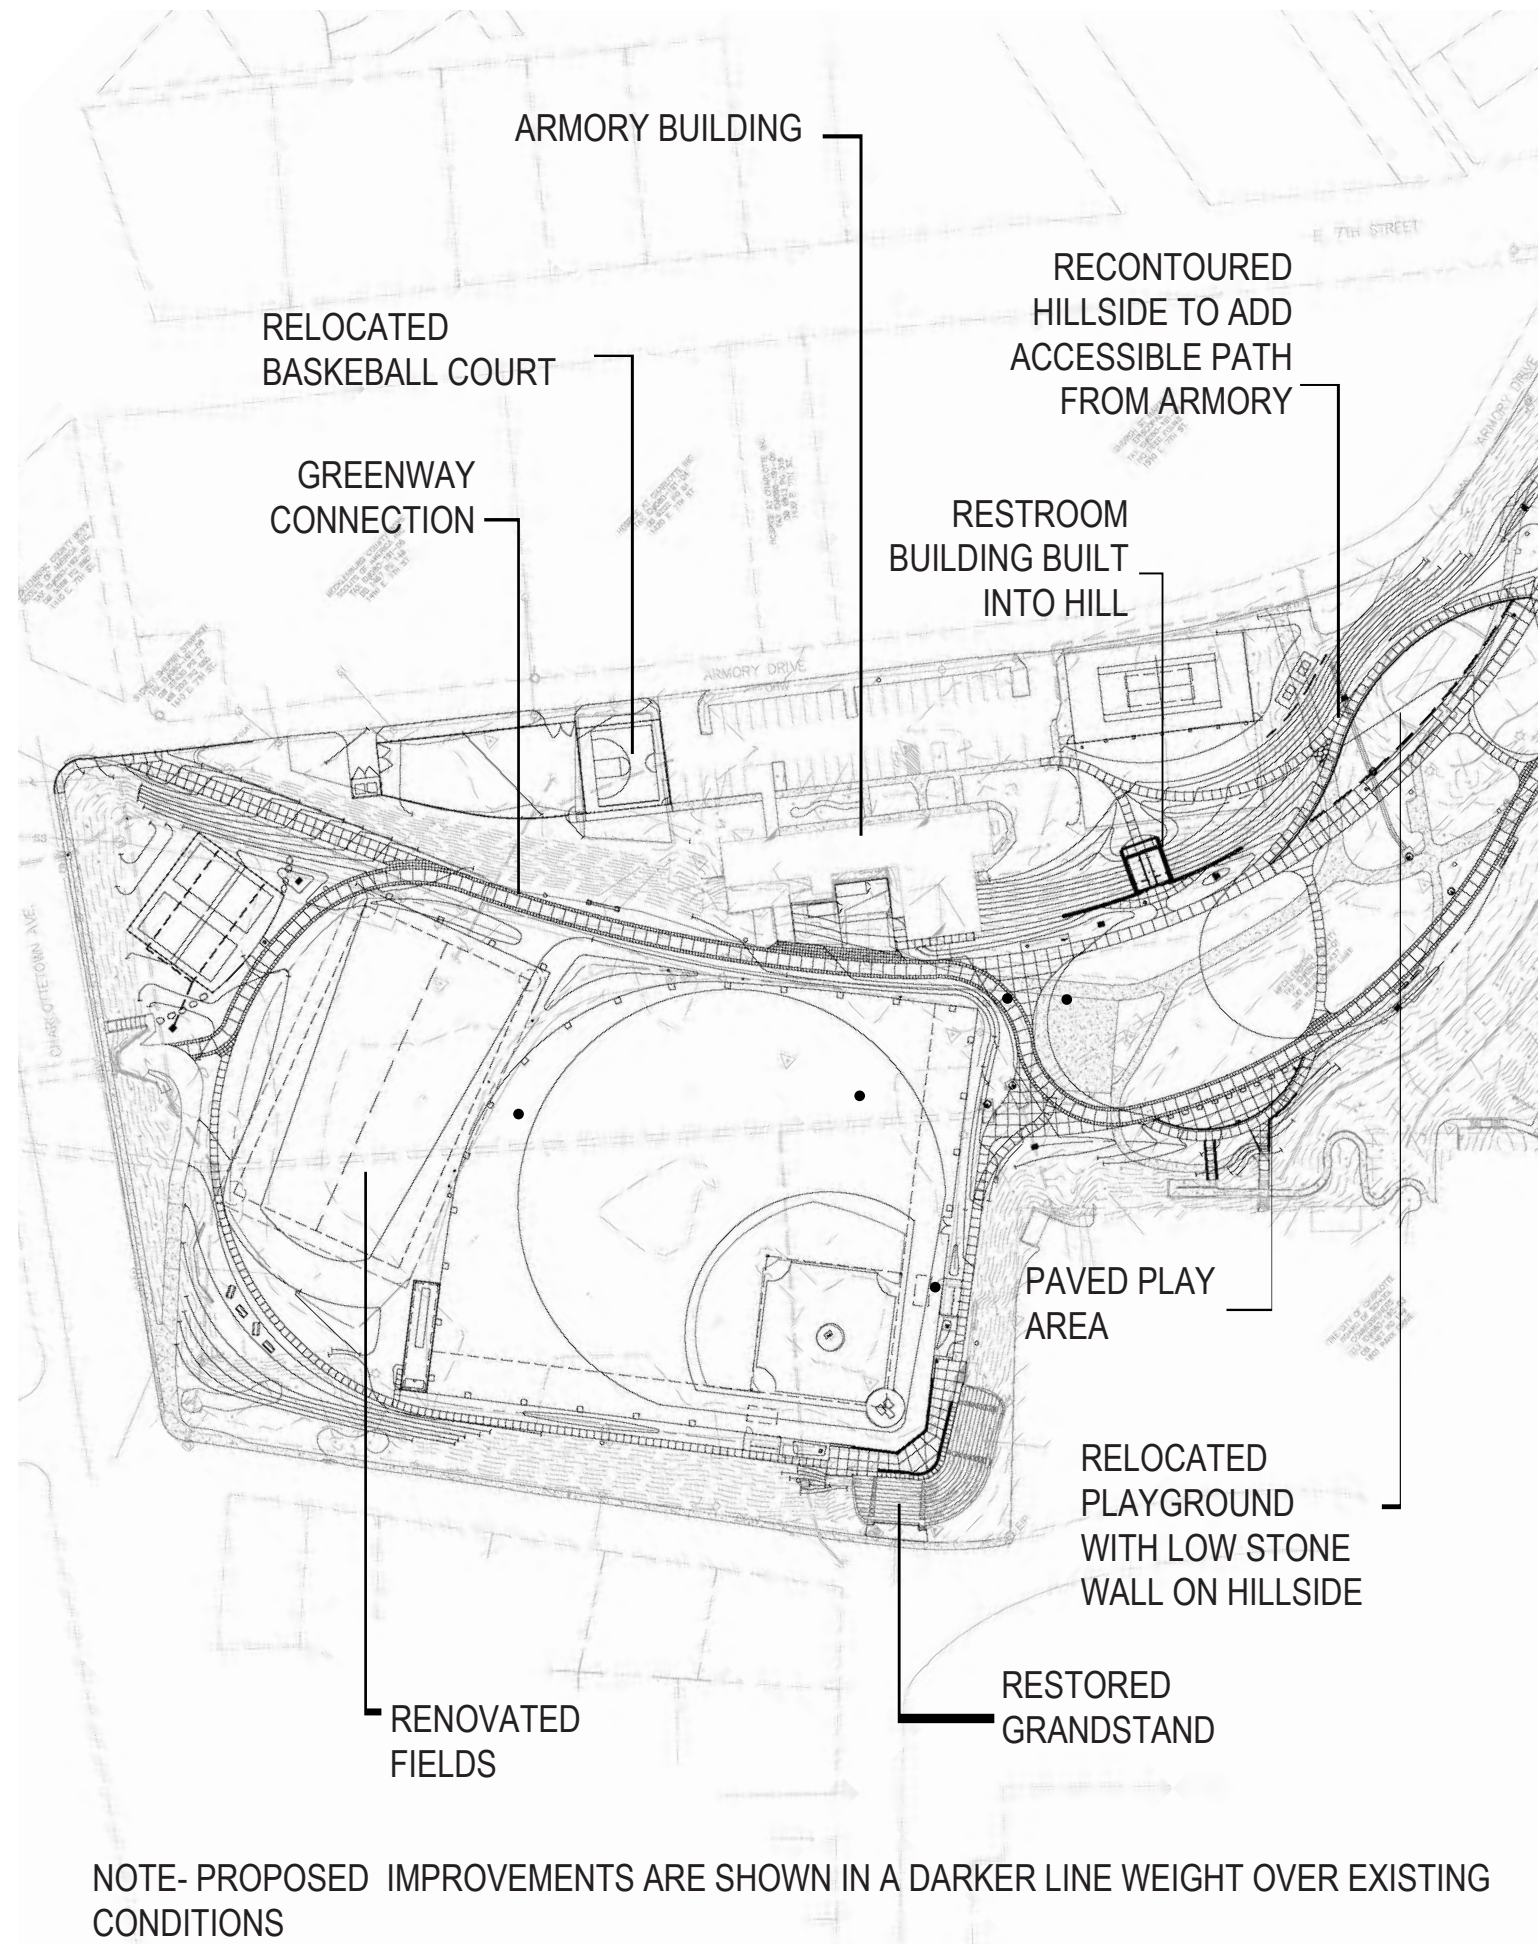 ARMORY BUILDING
E 7TH STREET
RECONTOURED
HILLSIDE TO ADD
ACCESSIBLE PATH
FROM ARMORY
RELOCATED
BASKEBALL COURT
ARMORY DRIVE
GREENWAY
CONNECTION
RESTROOM
BUILDING BUILT
INTO HILL
ARMORY DRIVE
PAVED PLAY
AREA
RELOCATED
PLAYGROUND
WITH LOW STONE
WALL ON HILLSIDE
RESTORED
GRANDSTAND
RENOVATED
FIELDS
NOTE- PROPOSED IMPROVEMENTS ARE SHOWN IN A DARKER LINE WEIGHT OVER EXISTING
CONDITIONS